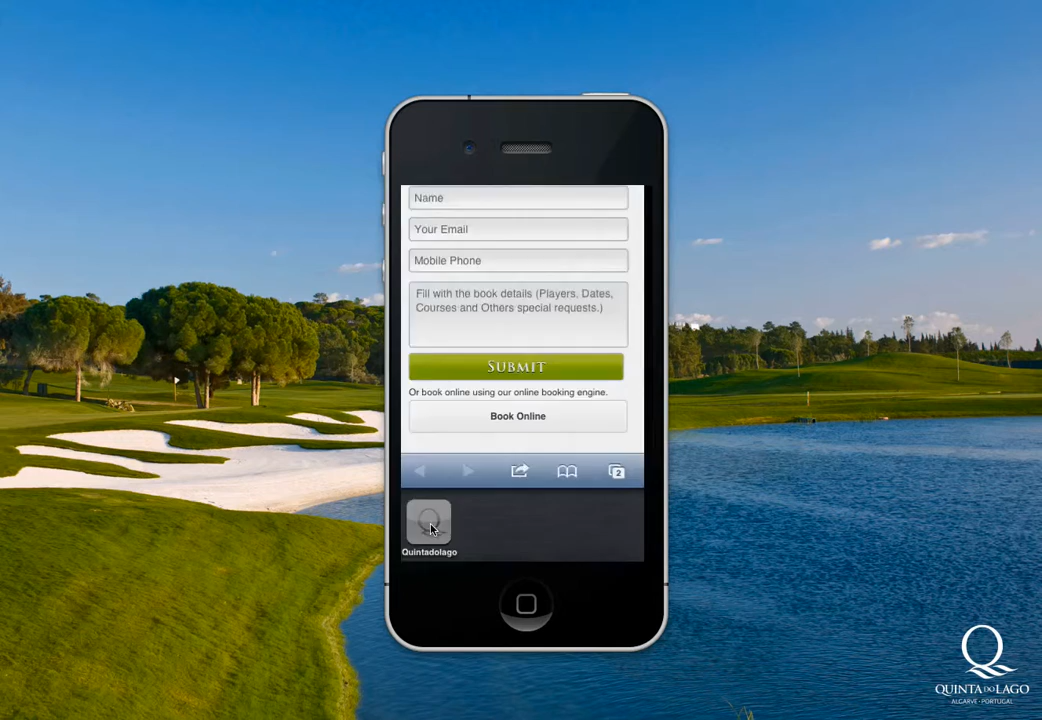 Name
Your Email
Mobile Phone
Fill with the book details (Players, Dates,
Courses and Others special requests.)
SUBMIT
Or book online using our online booking engine.
Book Online
2
Quintadolago
QUINTA DO LAGO
ALGARVE • PORTUGAL